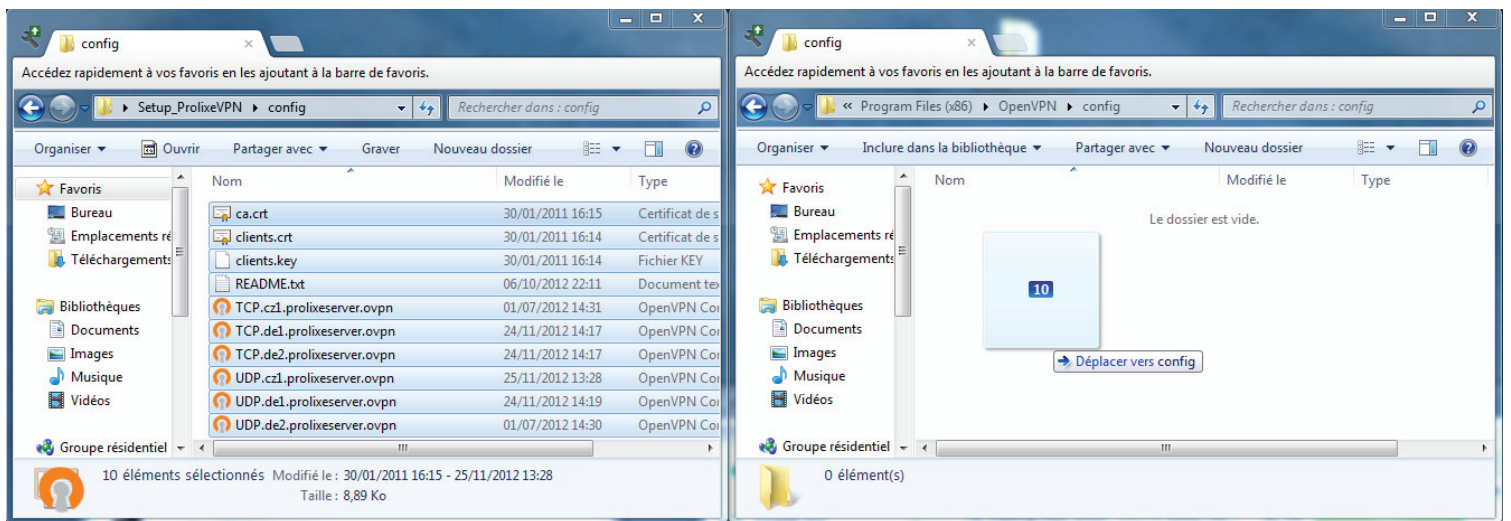 config
Accédez rapidement à vos favoris en les ajoutant à la barre de favoris.
Setup_ProlixeVPN config
Rechercher dans : config
Organiser Ouvrir Partager avec Graver Nouveau dossier
Favoris
Bureau
Emplacements ré
Téléchargements
Bibliothèques
Documents
Images
Musique
Vidéos
Groupe résidentiel
Nom Modifié le Type
ca.crt 30/01/2011 16:15 Certificat de s
clients.crt 30/01/2011 16:14 Certificat de s
clients.key 30/01/2011 16:14 Fichier KEY
README.txt 06/10/2012 22:11 Document te
TCP.cz1.prolixeserver.ovpn 01/07/2012 14:31 OpenVPN Co
TCP.de1.prolixeserver.ovpn 24/11/2012 14:17 OpenVPN Co
TCP.de2.prolixeserver.ovpn 24/11/2012 14:17 OpenVPN Co
UDP.cz1.prolixeserver.ovpn 25/11/2012 13:28 OpenVPN Co
UDP.de1.prolixeserver.ovpn 24/11/2012 14:19 OpenVPN Co
UDP.de2.prolixeserver.ovpn 01/07/2012 14:30 OpenVPN Co
10 éléments sélectionnés Modifié le : 30/01/2011 16:15 - 25/11/2012 13:28
Taille : 8,89 Ko
config
Accédez rapidement à vos favoris en les ajoutant à la barre de favoris.
« Program Files (x86) OpenVPN config
Rechercher dans : config
Organiser Inclure dans la bibliothèque Partager avec Nouveau dossier
Favoris
Bureau
Emplacements ré
Téléchargements
Bibliothèques
Documents
Images
Musique
Vidéos
Groupe résidentiel
Nom Modifié le Type
Le dossier est vide.
10
Déplacer vers config
0 élément(s)